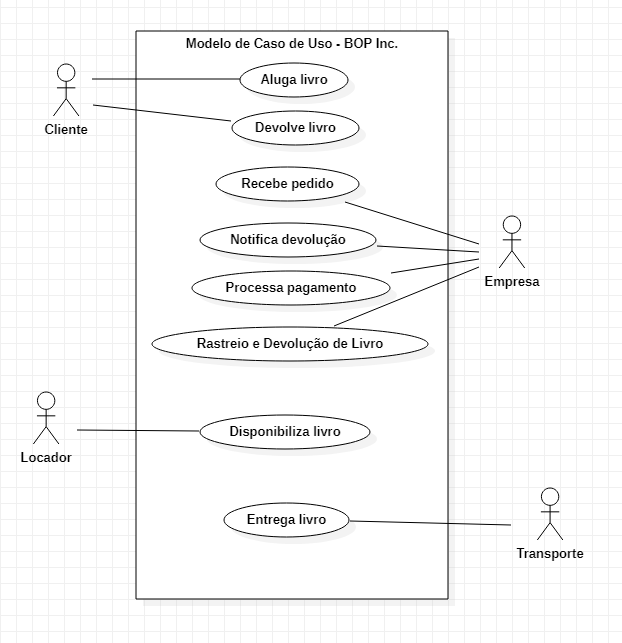 Modelo de Caso de Uso - BOP Inc.
Aluga livro
Cliente
Devolve livro
Recebe pedido
Notifica devolução
Empresa
Processa pagamento
Rastreio e Devolução de Livro
Disponibiliza livro
Locador
Entrega livro
Transporte